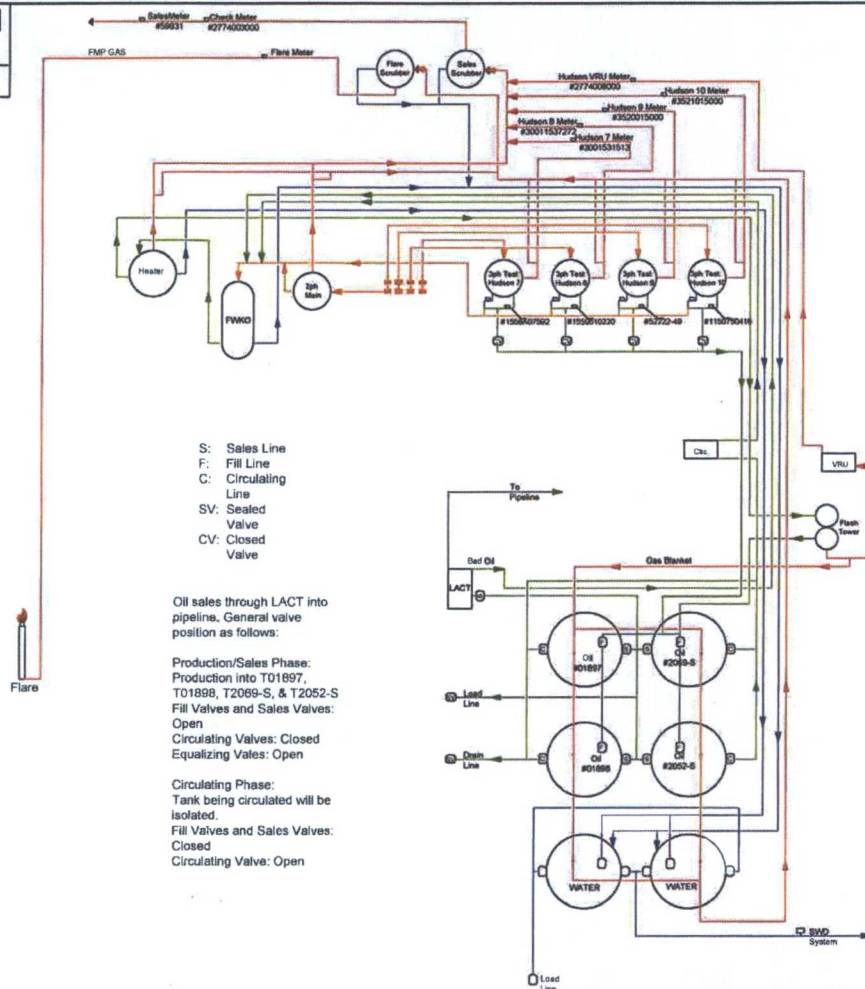 SalesMeter
#59931
Check Meter
#2774003000
FMP GAS
Flare Meter
Flare
Scrubber
Sales
Scrubber
Hudson VRU Meter
#2774008000
Hudson 10 Meter
#3521015000
Hudson 9 Meter
#3520015000
Hudson 8 Meter
#30011537272
Hudson 7 Meter
#3001531513
Heater
FWKO
2ph
Main
3ph Test
Hudson 7
3ph Test
Hudson 8
3ph Test
Hudson 9
3ph Test
Hudson 10
#52722-49
S: Sales Line
F: Fill Line
C: Circulating
Line
SV: Sealed
Valve
CV: Closed
Valve
Circ.
VRU
To
Pipeline
Flash
Tower
Bad Oil
Gas Blanket
LACT
Oil sales through LACT into
pipeline. General valve
position as follows:
Production/Sales Phase:
Production into T01897,
T01898, T2069-S, & T2052-S
Fill Valves and Sales Valves:
Open
Circulating Valves: Closed
Equalizing Vales: Open
Circulating Phase:
Tank being circulated will be
isolated.
Fill Valves and Sales Valves:
Closed
Circulating Valve: Open
Flare
F
F
Oil
#01897
Oil
#2069-S
Load
Line
F
F
Oil
#01898
Oil
#2052-S
Drain
Line
WATER
WATER
SWD
System
Load
Line